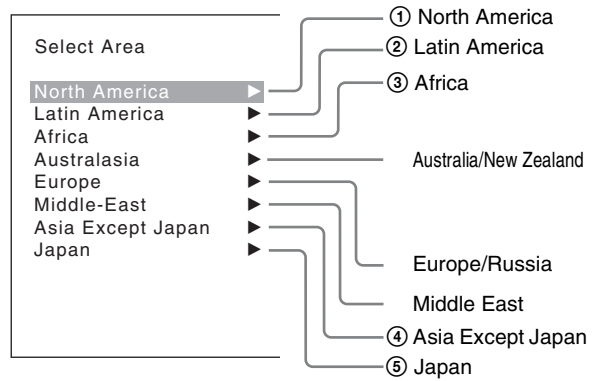 Select Area
North America ▶
Latin America ▶
Africa ▶
Australasia ▶
Europe ▶
Middle-East ▶
Asia Except Japan ▶
Japan ▶
① North America
② Latin America
③ Africa
Australia/New Zealand
Europe/Russia
Middle East
④ Asia Except Japan
⑤ Japan